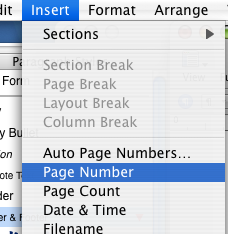 Insert Format Arrange
Sections
Section Break
Page Break
Layout Break
Column Break
Auto Page Numbers...
Page Number
Page Count
Date & Time
Filename
Form